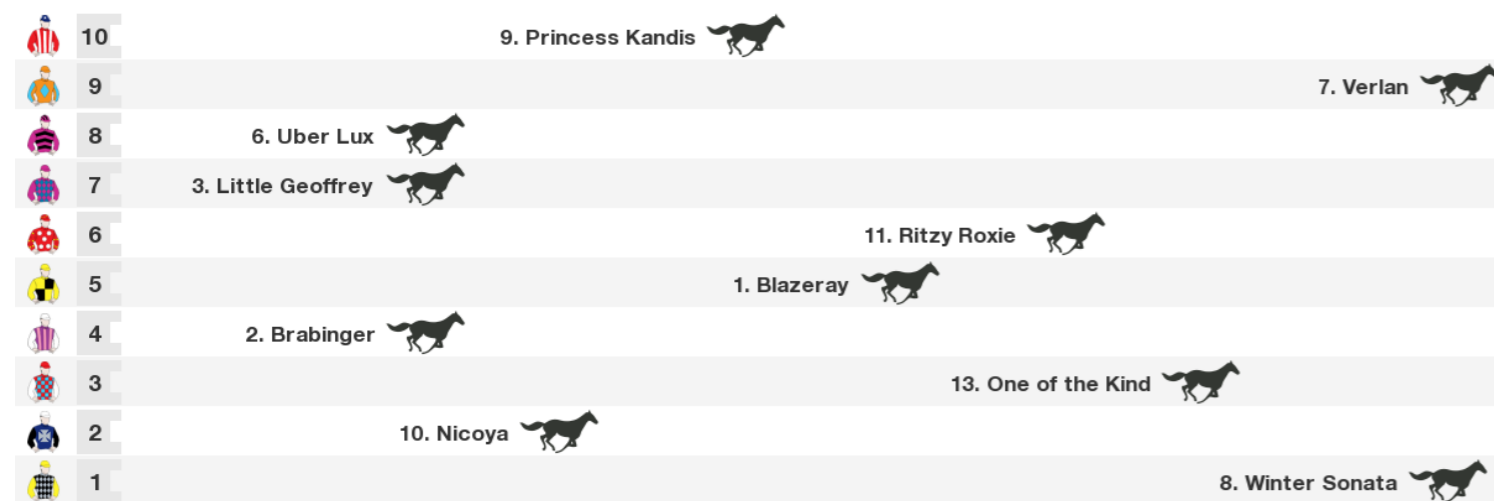 10 9. Princess Kandis
9 7. Verlan
8 6. Uber Lux
7 3. Little Geoffrey
6 11. Ritzy Roxie
5 1. Blazeray
4 2. Brabinger
3 13. One of the Kind
2 10. Nicoya
1 8. Winter Sonata